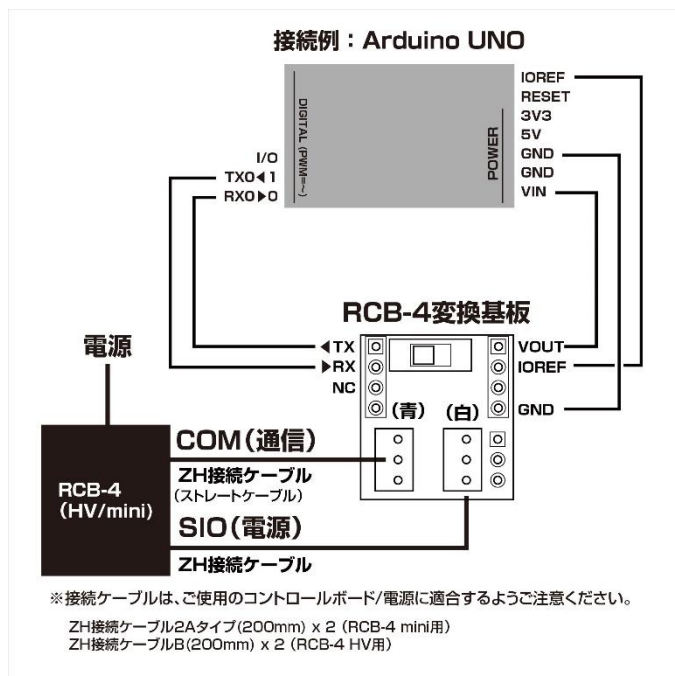 接続例：Arduino UNO
IOREF
RESET
3V3
5V
GND
GND
VIN
DIGITAL (PWM=~)
POWER
I/O
TX0◀1
RX0▶0
RCB-4変換基板
電源
◀TX
▶RX
NC
VOUT
IOREF
GND
(青)
(白)
COM(通信)
ZH接続ケーブル
(ストレートケーブル)
RCB-4
(HV/mini)
SIO(電源)
ZH接続ケーブル
※接続ケーブルは、ご使用のコントロールボード/電源に適合するようご注意ください。
ZH接続ケーブル2Aタイプ(200mm) x 2 (RCB-4 mini用)
ZH接続ケーブルB(200mm) x 2 (RCB-4 HV用)